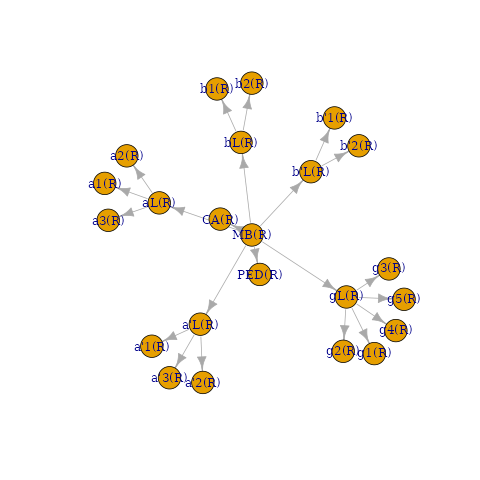 b2(R)
b1(R)
b'1(R)
bL(R)
b'2(R)
a2(R)
b'L(R)
a1(R)
aL(R)
a3(R)
CA(R)
MB(R)
g3(R)
PED(R)
gL(R)
g5(R)
a'L(R)
g4(R)
a'1(R)
g2(R)
g1(R)
a'3(R)
a'2(R)